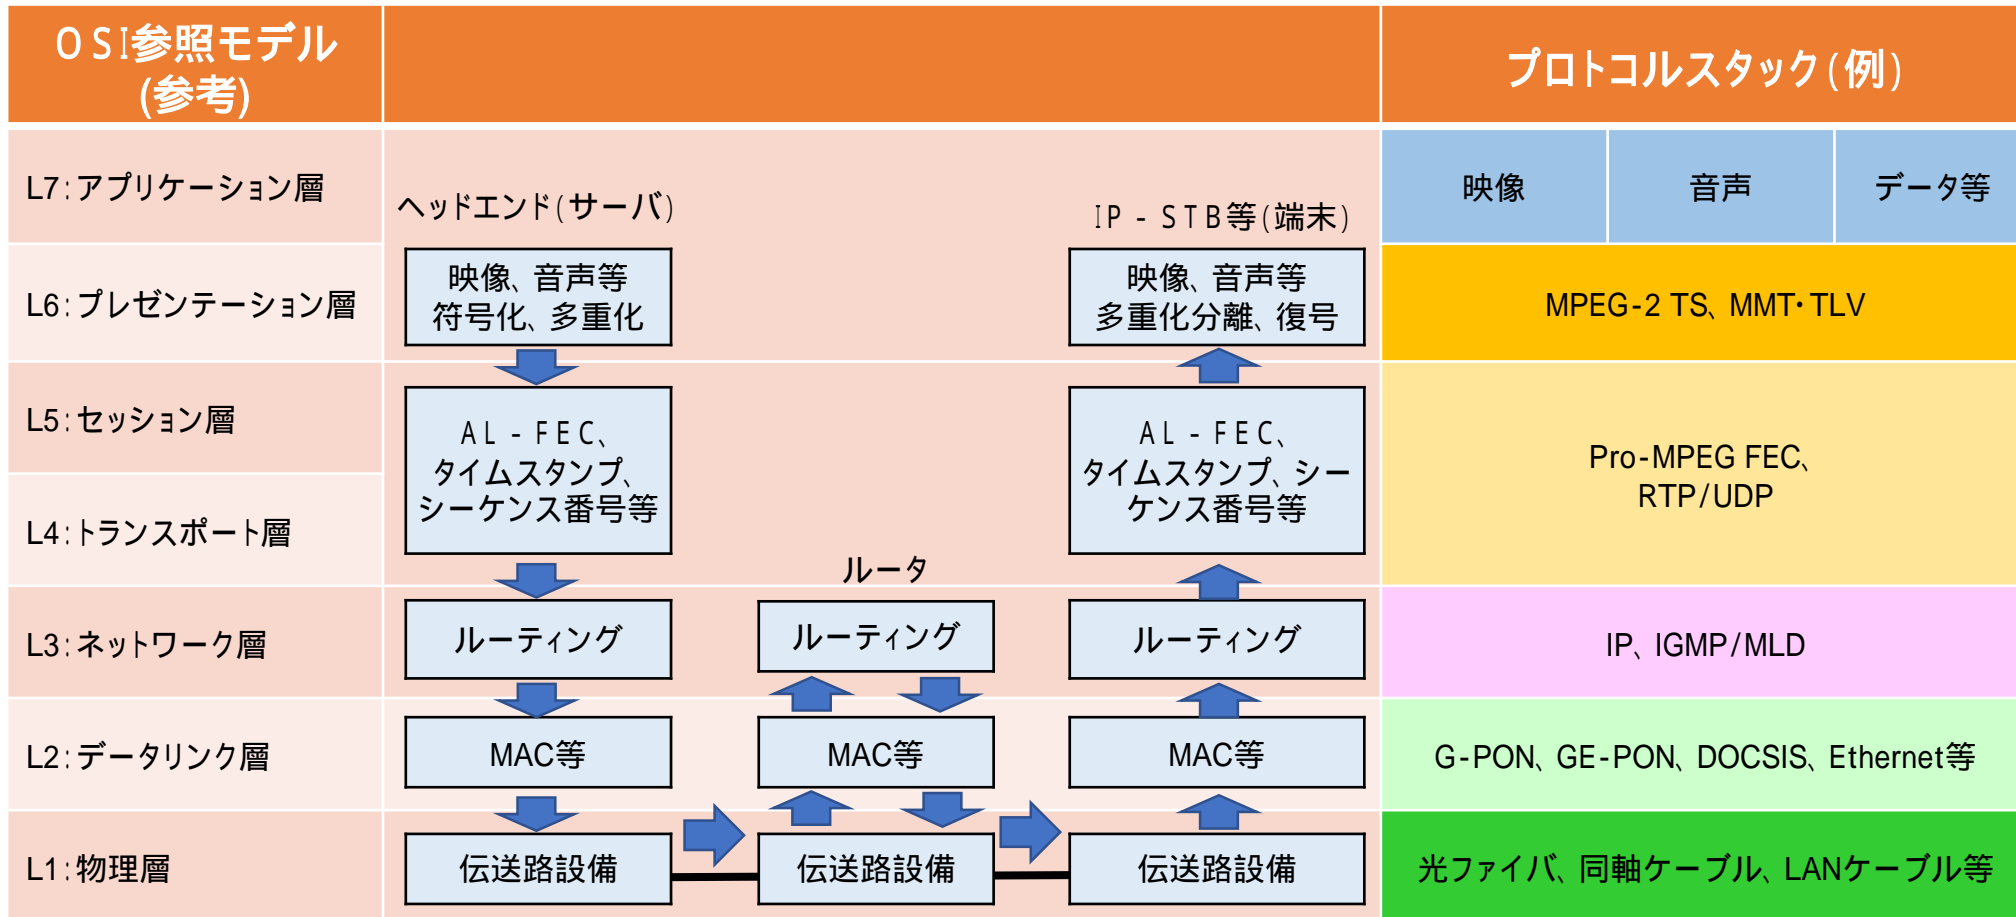 OSI参照モデル
(参考)
プロトコルスタック(例)
L7:アプリケーション層
ヘッドエンド(サーバ)
IP-STB等(端末)
映像
音声
データ等
L6:プレゼンテーション層
映像、音声等
符号化、多重化
映像、音声等
多重化分離、復号
MPEG-2 TS、MMT・TLV
L5:セッション層
AL-FEC、
タイムスタンプ、
シーケンス番号等
AL-FEC、
タイムスタンプ、シー
ケンス番号等
Pro-MPEG FEC、
RTP/UDP
L4:トランスポート層
ルータ
L3:ネットワーク層
ルーティング
ルーティング
ルーティング
IP、IGMP/MLD
L2:データリンク層
MAC等
MAC等
MAC等
G-PON、GE-PON、DOCSIS、Ethernet等
L1:物理層
伝送路設備
伝送路設備
伝送路設備
光ファイバ、同軸ケーブル、LANケーブル等